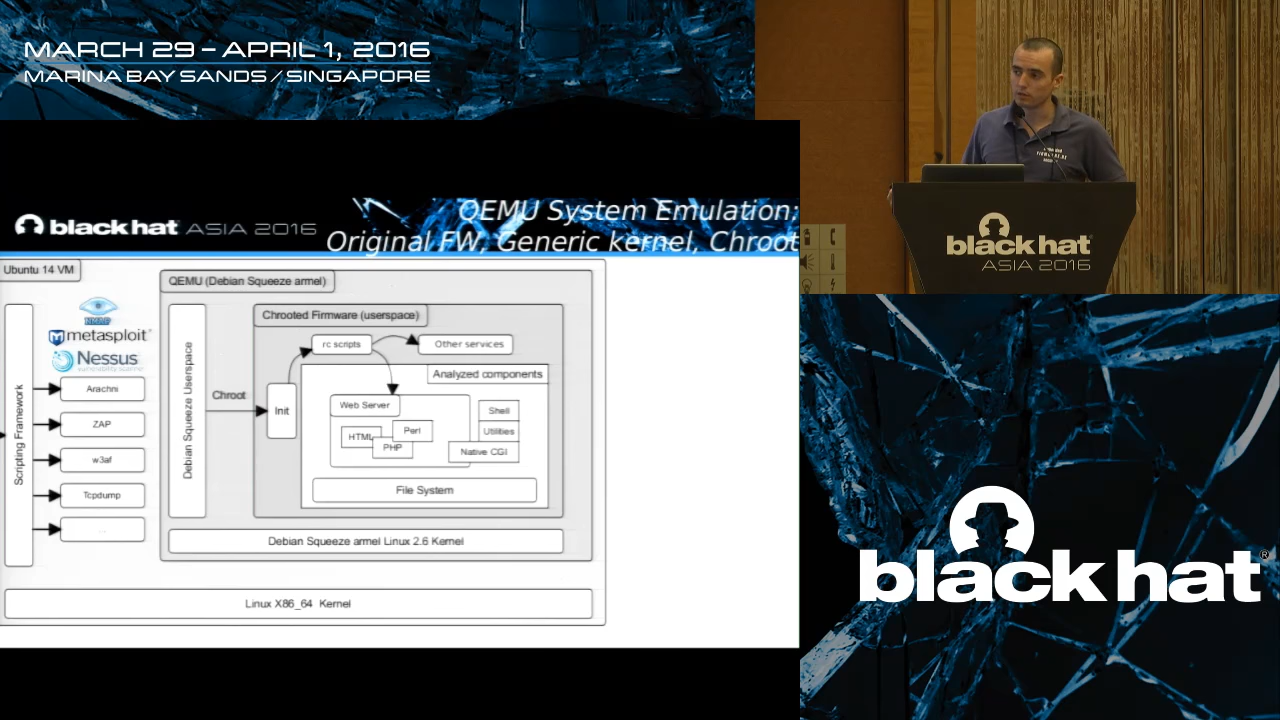 MARCH 29 – APRIL 1, 2016
MARINA BAY SANDS / SINGAPORE
black hat ASIA 2016
QEMU System Emulation:
Original FW, Generic kernel, Chroot
Ubuntu 14 VM
QEMU (Debian Squeeze armel)
NMAP
metasploit®
Nessus
vulnerability scanner
Scripting Framework
Arachni
ZAP
w3af
Tcpdump
...
Debian Squeeze Userspace
Chroot
Chrooted Firmware (userspace)
Init
rc scripts
Other services
Analyzed components
Web Server
HTML
Perl
PHP
Shell
Utilities
Native CGI
File System
Debian Squeeze armel Linux 2.6 Kernel
Linux X86_64 Kernel
black hat®
ASIA 2016
black hat®